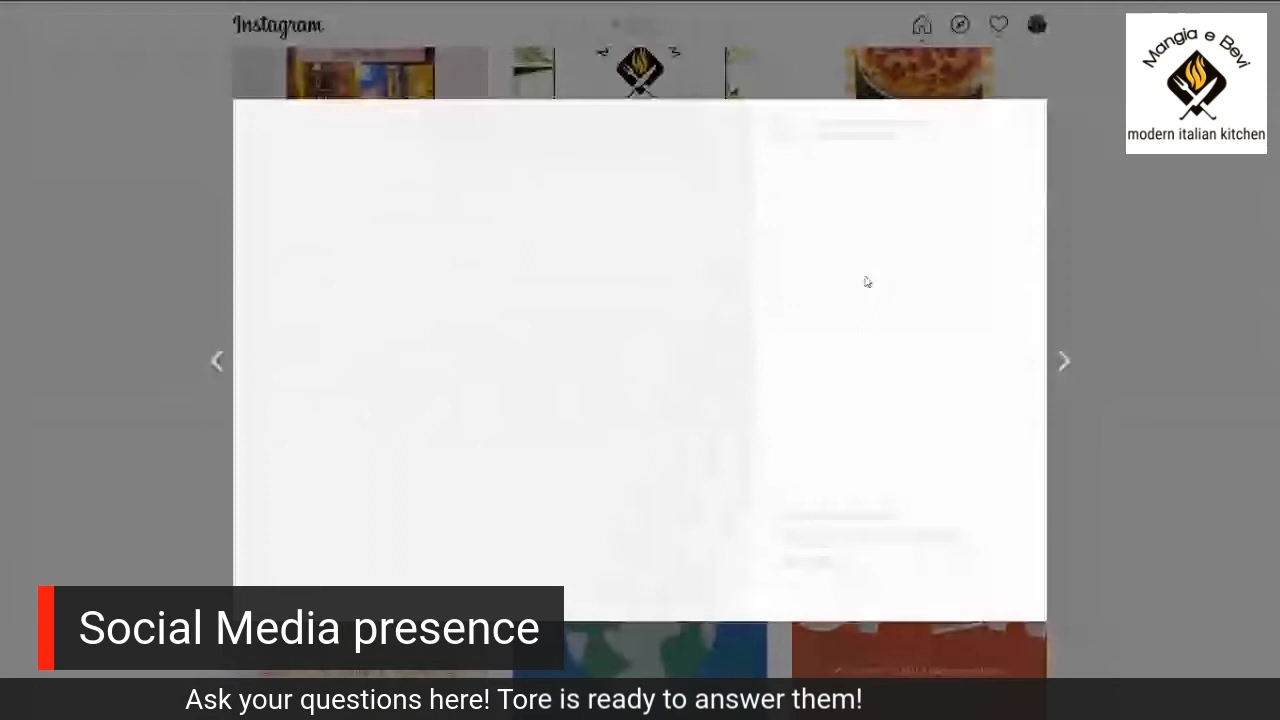 Instagram
Mangia e Bevi
modern italian kitchen
Social Media presence
Ask your questions here! Tore is ready to answer them!